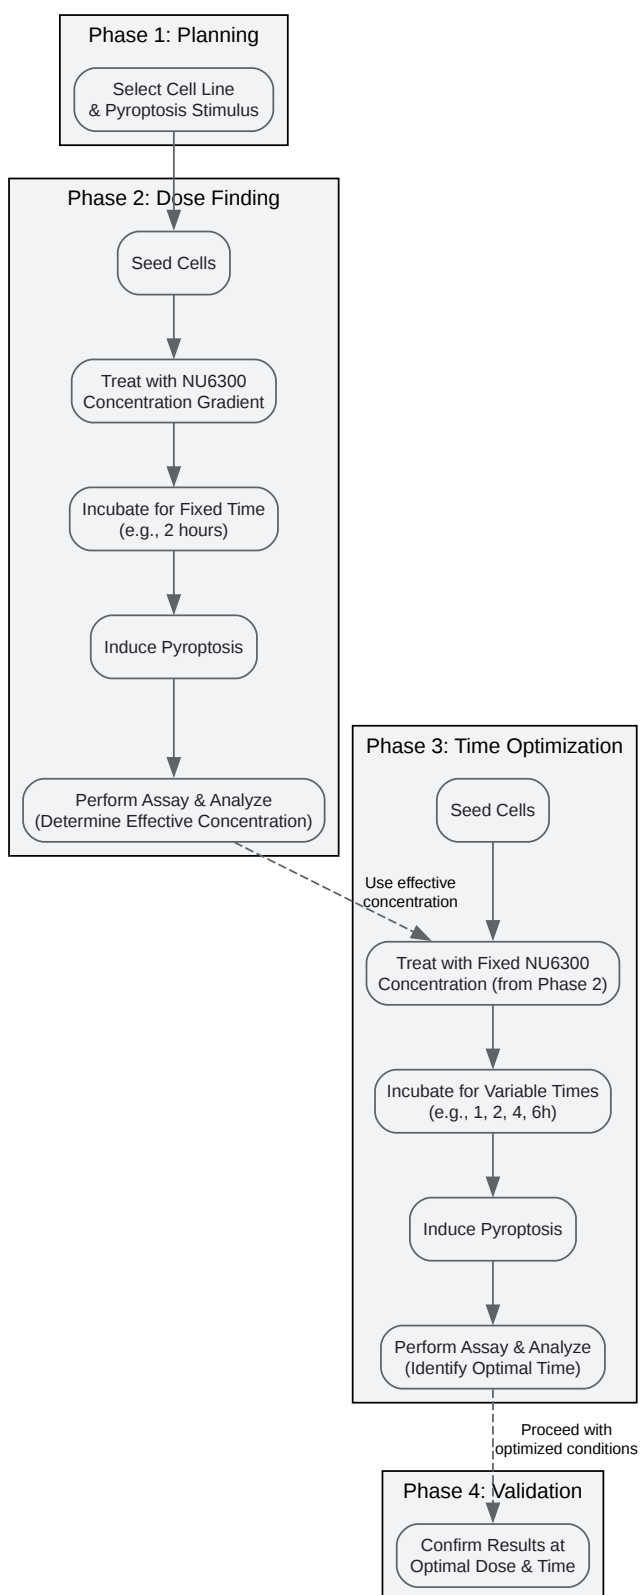 Phase 1: Planning
Select Cell Line
& Pyroptosis Stimulus
Phase 2: Dose Finding
Seed Cells
Treat with NU6300
Concentration Gradient
Incubate for Fixed Time
(e.g., 2 hours)
Induce Pyroptosis
Perform Assay & Analyze
(Determine Effective Concentration)
Phase 3: Time Optimization
Seed Cells
Use effective
concentration
Treat with Fixed NU6300
Concentration (from Phase 2)
Incubate for Variable Times
(e.g., 1, 2, 4, 6h)
Induce Pyroptosis
Perform Assay & Analyze
(Identify Optimal Time)
Proceed with
optimized conditions
Phase 4: Validation
Confirm Results at
Optimal Dose & Time